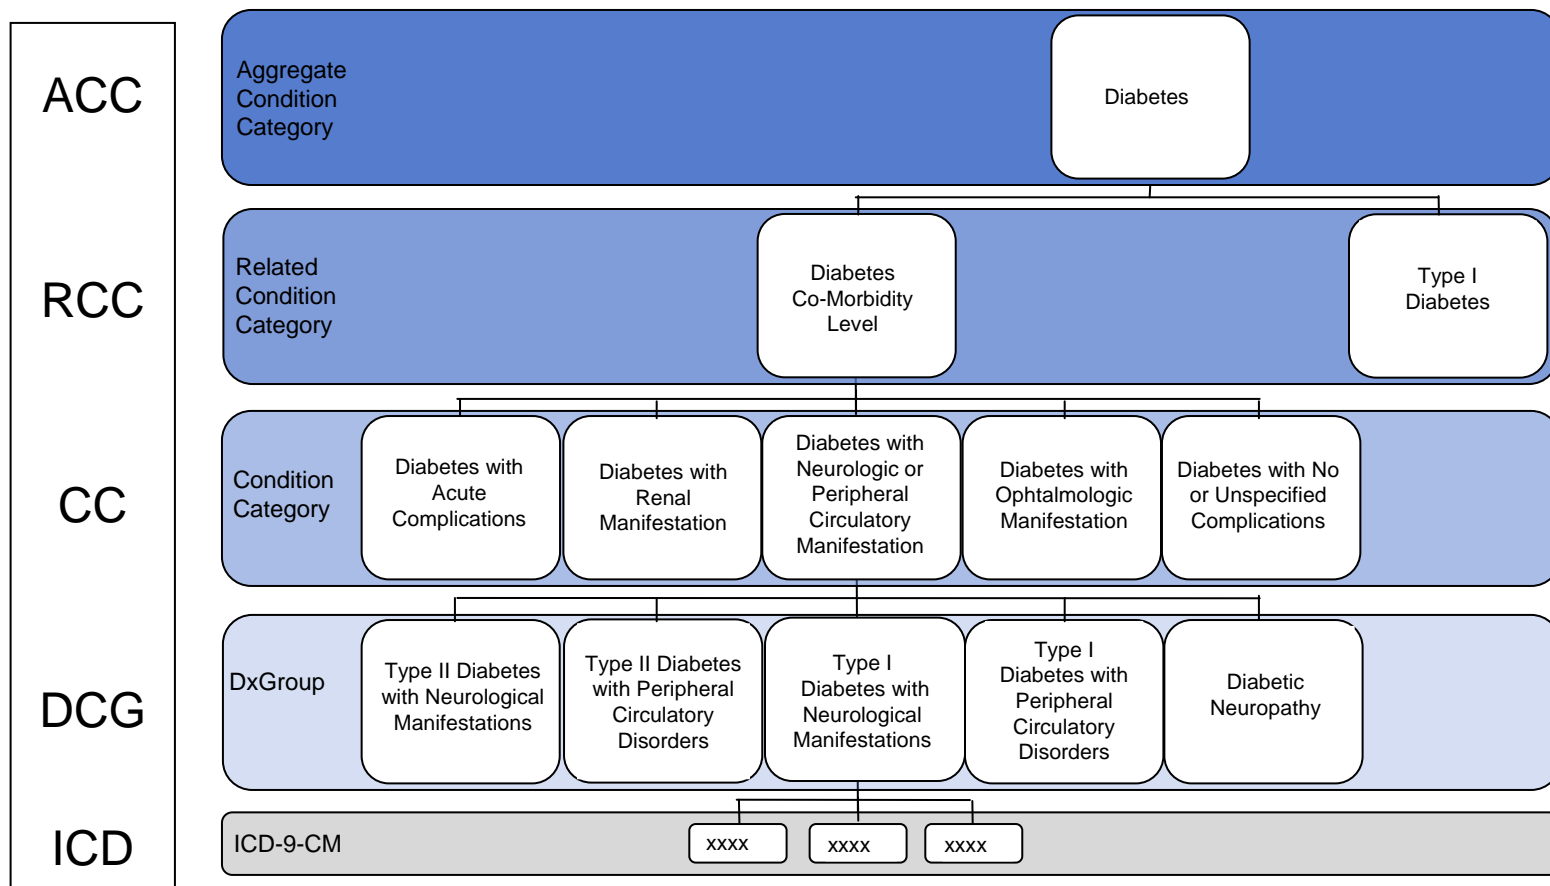 ACC
Aggregate
Condition
Category
Diabetes
RCC
Related
Condition
Category
Diabetes
Co-Morbidity
Level
Type I
Diabetes
CC
Condition
Category
Diabetes with
Acute
Complications
Diabetes with
Renal
Manifestation
Diabetes with
Neurologic or
Peripheral
Circulatory
Manifestation
Diabetes with
Ophtalmologic
Manifestation
Diabetes with No
or Unspecified
Complications
DCG
DxGroup
Type II Diabetes
with Neurological
Manifestations
Type II Diabetes
with Peripheral
Circulatory
Disorders
Type I
Diabetes with
Neurological
Manifestations
Type I
Diabetes with
Peripheral
Circulatory
Disorders
Diabetic
Neuropathy
ICD
ICD-9-CM
xxxx
xxxx
xxxx